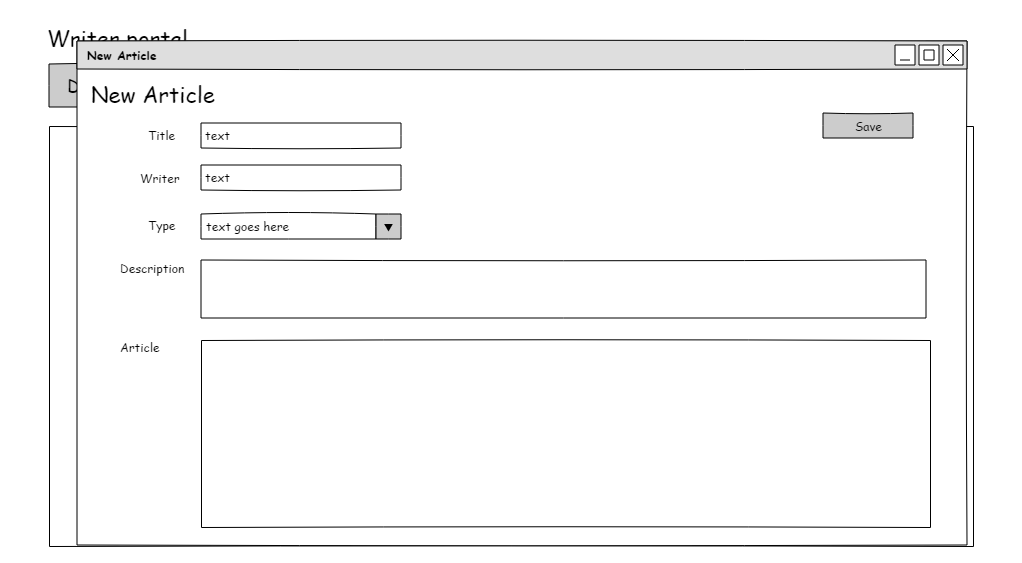 Writer portal
New Article
New Article
Save
Title
text
Writer
text
Type
text goes here
Description
Article